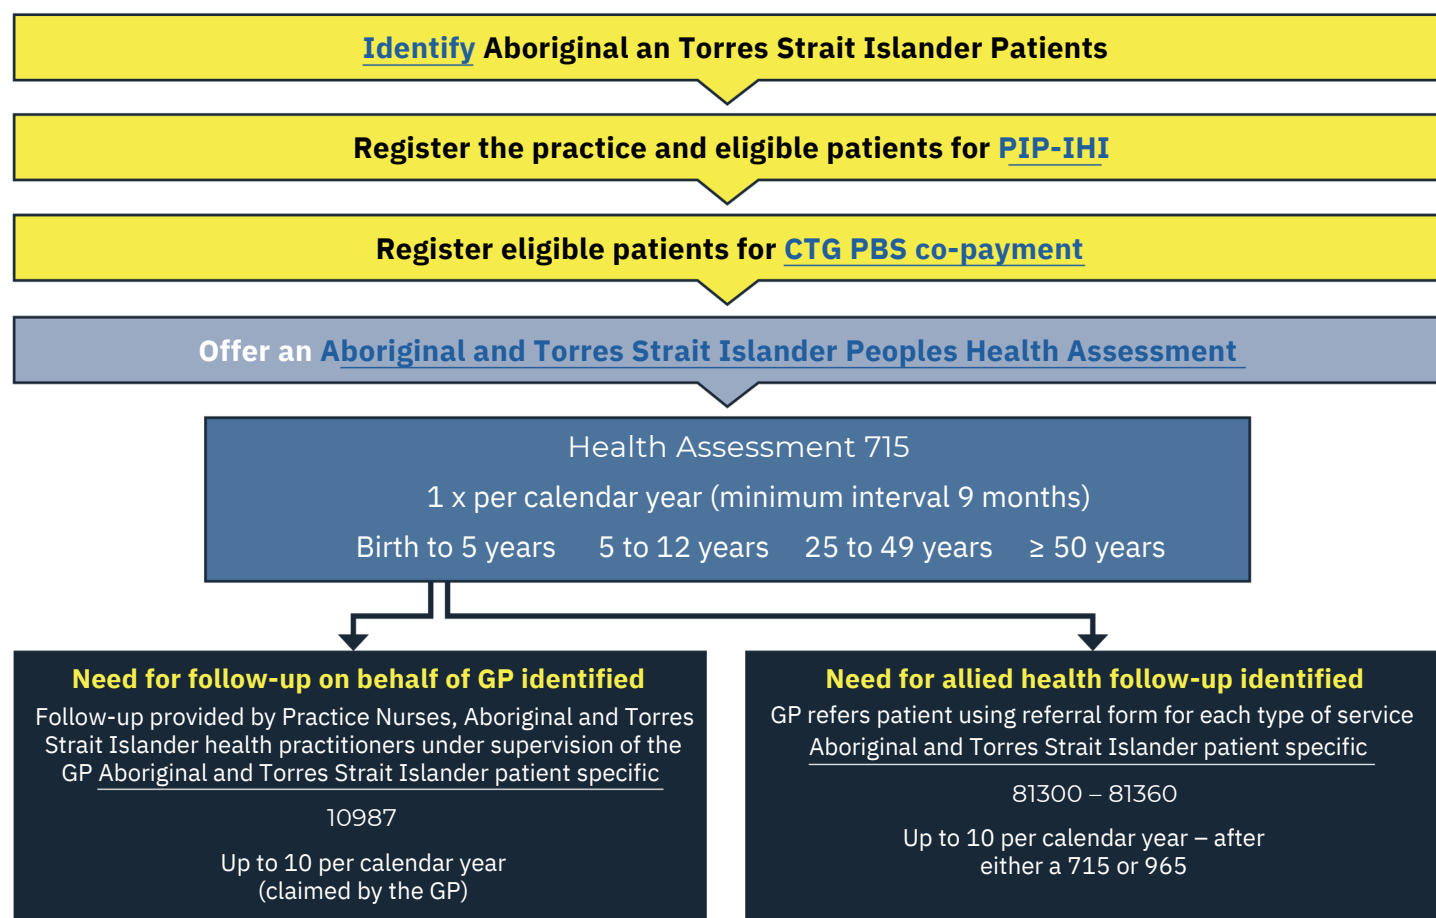 Identify Aboriginal an Torres Strait Islander Patients
Register the practice and eligible patients for PIP-IHI
Register eligible patients for CTG PBS co-payment
Offer an Aboriginal and Torres Strait Islander Peoples Health Assessment
Health Assessment 715
1 x per calendar year (minimum interval 9 months)
Birth to 5 years 5 to 12 years 25 to 49 years ≥ 50 years
Need for follow-up on behalf of GP identified
Follow-up provided by Practice Nurses, Aboriginal and Torres
Strait Islander health practitioners under supervision of the
GP Aboriginal and Torres Strait Islander patient specific
10987
Up to 10 per calendar year
(claimed by the GP)
Need for allied health follow-up identified
GP refers patient using referral form for each type of service
Aboriginal and Torres Strait Islander patient specific
81300 – 81360
Up to 10 per calendar year – after
either a 715 or 965